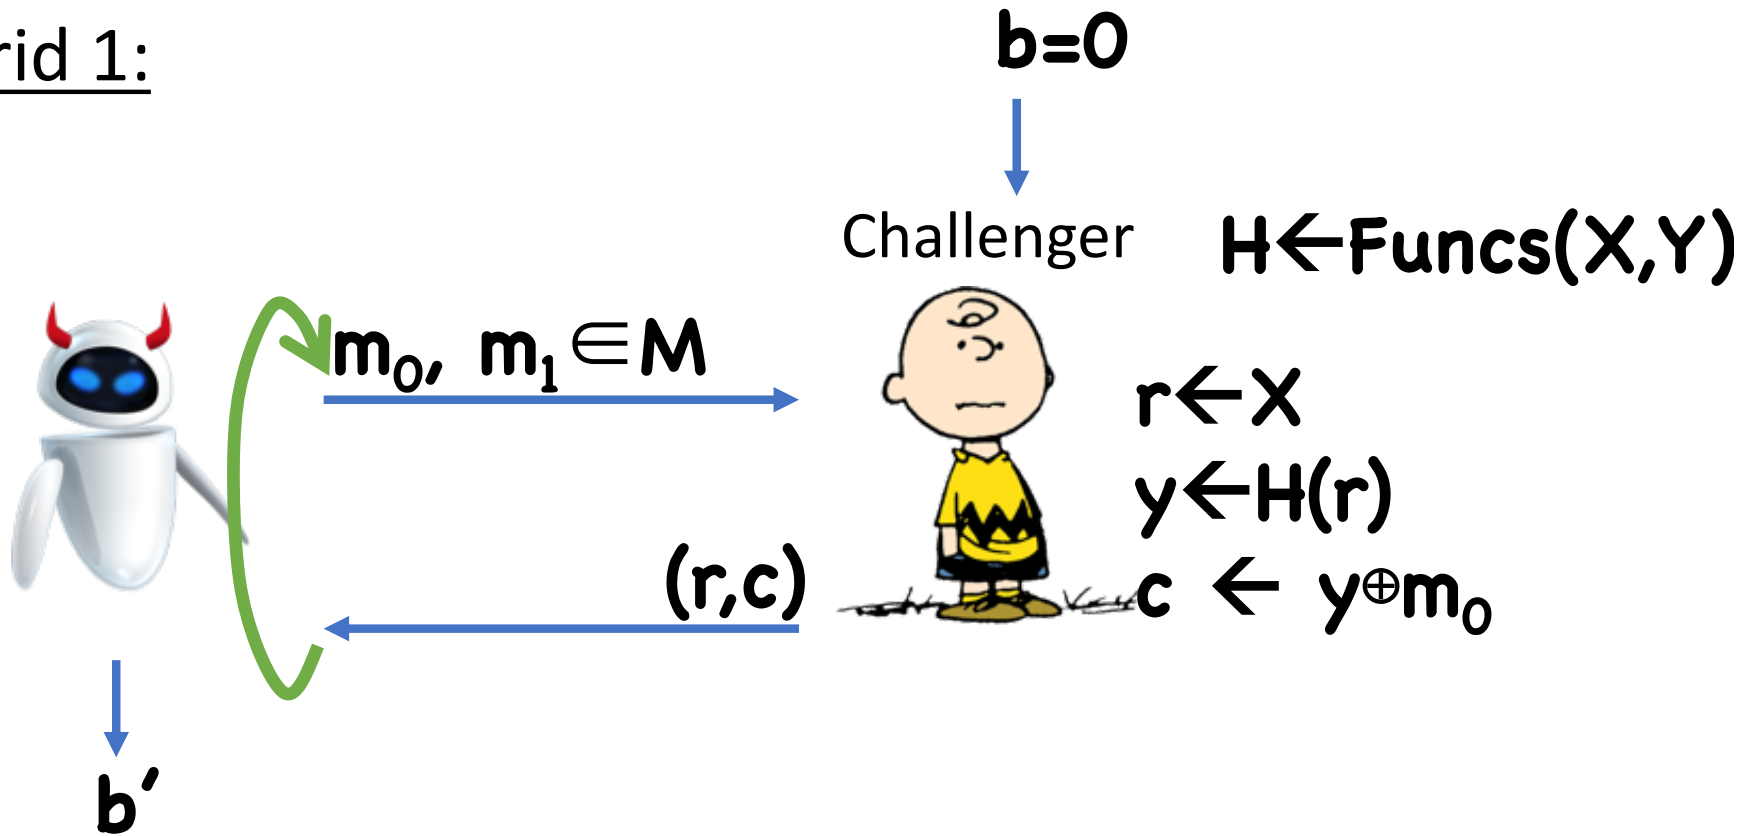 rid 1:
b=0
Challenger
H←Funcs(X,Y)
m₀, m₁∈M
r←X
y←H(r)
(r,c)
c ← y⊕m₀
b′